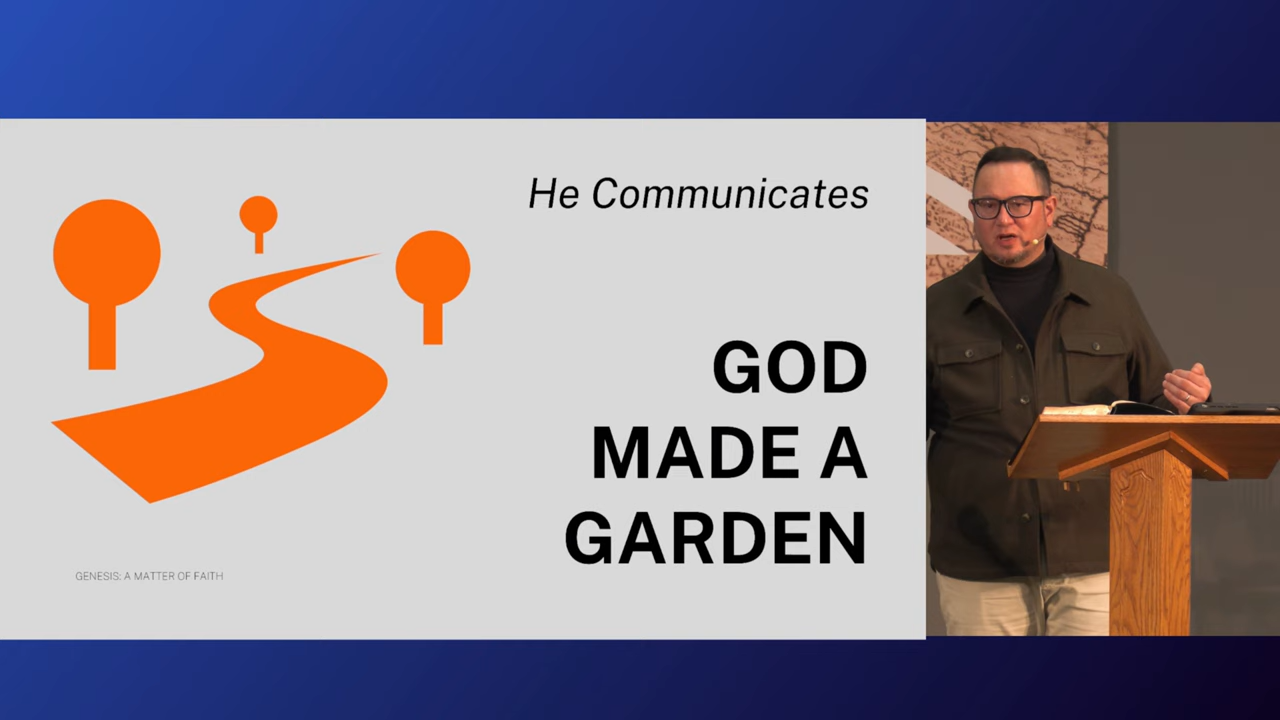 He Communicates
GOD
MADE A
GARDEN
GENESIS: A MATTER OF FAITH